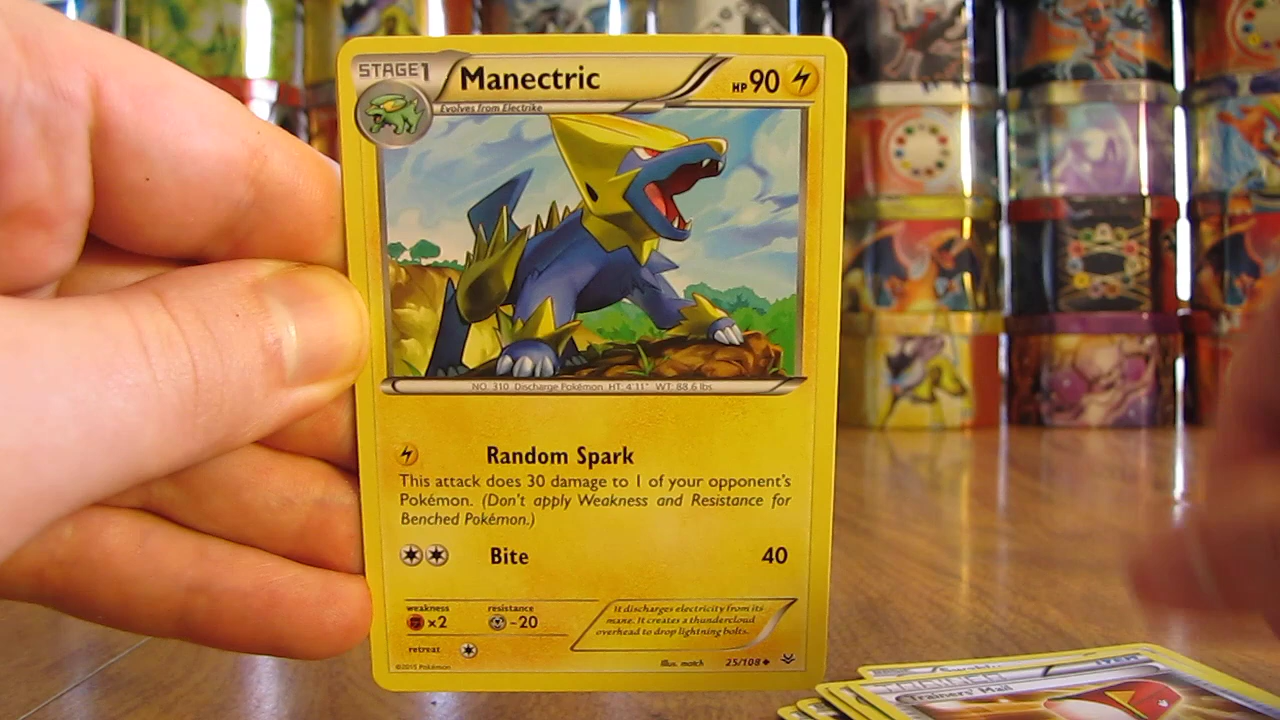 STAGE1 Manectric HP 90
Evolves from Electrike
NO. 310 Discharge Pokémon HT: 4'11" WT: 88.6 lbs.
Random Spark
This attack does 30 damage to 1 of your opponent's
Pokémon. (Don't apply Weakness and Resistance for
Benched Pokémon.)
Bite 40
weakness resistance
x2 -20
retreat
It discharges electricity from its
mane. It creates a thundercloud
overhead to drop lightning bolts.
©2015 Pokémon Illus. match 25/108
Trainers' Mail